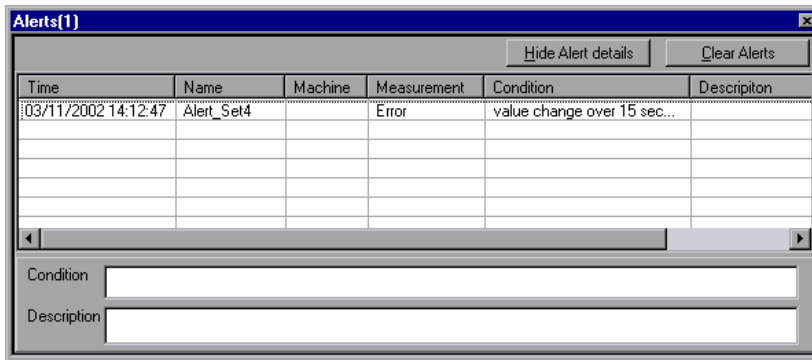 Alerts(1)
Hide Alert details Clear Alerts
Time Name Machine Measurement Condition Descripiton
03/11/2002 14:12:47 Alert_Set4 Error value change over 15 sec...
Condition
Description